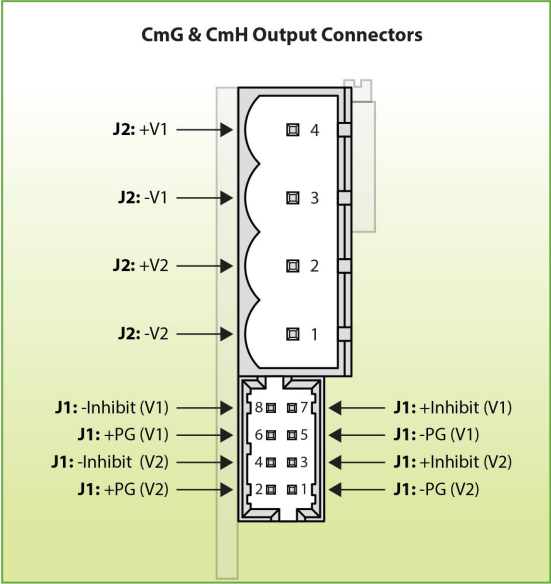 CmG & CmH Output Connectors
J2: +V1
4
J2: -V1
3
J2: +V2
2
J2: -V2
1
J1: -Inhibit (V1) 8 7 J1: +Inhibit (V1)
J1: +PG (V1) 6 5 J1: -PG (V1)
J1: -Inhibit (V2) 4 3 J1: +Inhibit (V2)
J1: +PG (V2) 2 1 J1: -PG (V2)